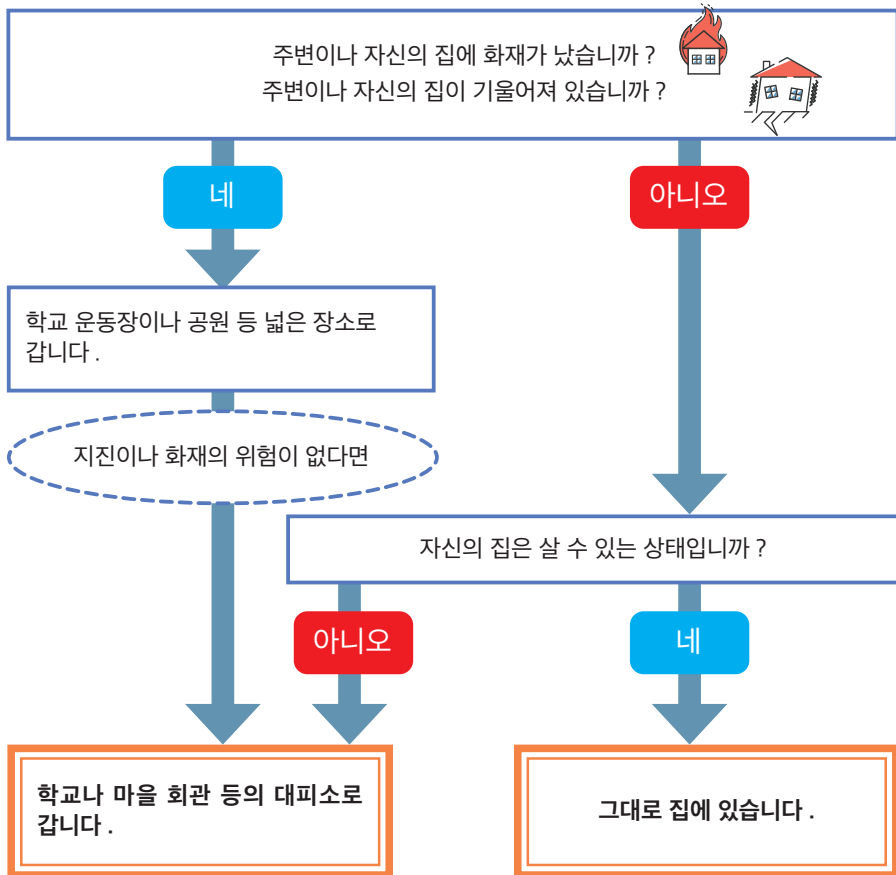 주변이나 자신의 집에 화재가 났습니까 ?
주변이나 자신의 집이 기울어져 있습니까 ?
네
아니오
학교 운동장이나 공원 등 넓은 장소로
갑니다 .
지진이나 화재의 위험이 없다면
자신의 집은 살 수 있는 상태입니까 ?
아니오
네
학교나 마을 회관 등의 대피소로
갑니다 .
그대로 집에 있습니다 .